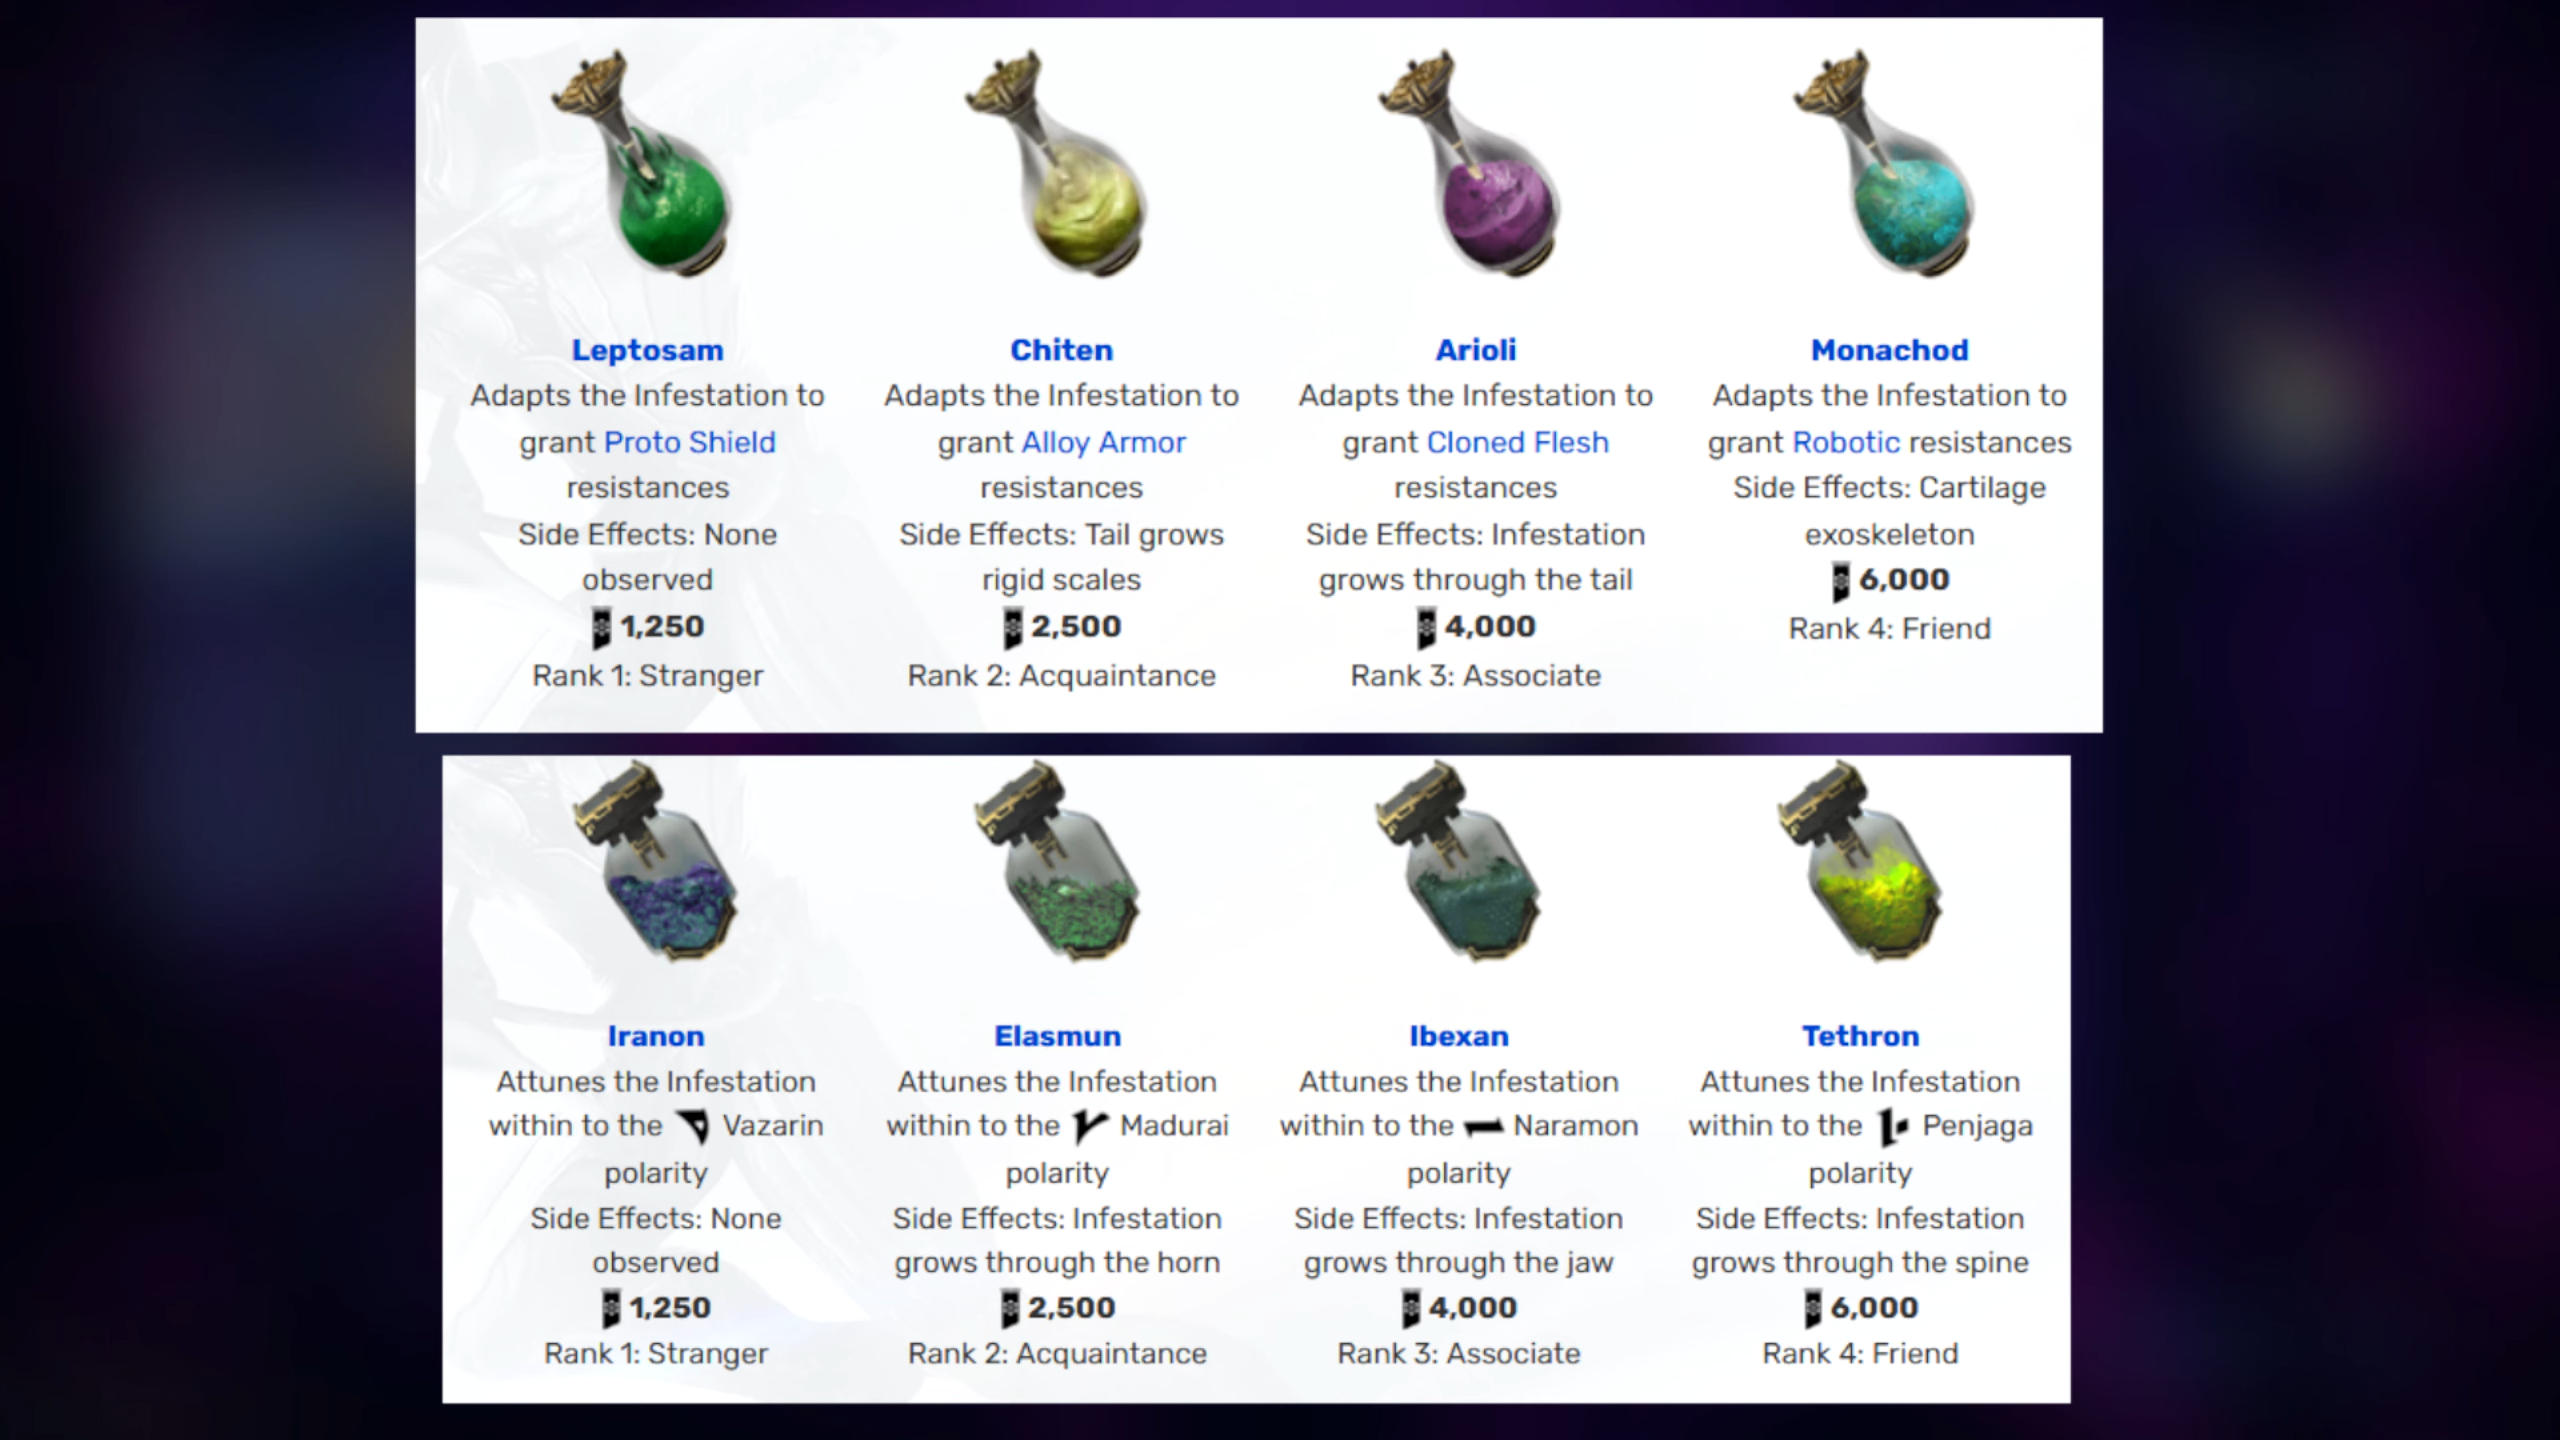 Leptosam
Adapts the Infestation to
grant Proto Shield
resistances
Side Effects: None
observed
1,250
Rank 1: Stranger
Chiten
Adapts the Infestation to
grant Alloy Armor
resistances
Side Effects: Tail grows
rigid scales
2,500
Rank 2: Acquaintance
Arioli
Adapts the Infestation to
grant Cloned Flesh
resistances
Side Effects: Infestation
grows through the tail
4,000
Rank 3: Associate
Monachod
Adapts the Infestation to
grant Robotic resistances
Side Effects: Cartilage
exoskeleton
6,000
Rank 4: Friend
Iranon
Attunes the Infestation
within to the Vazarin
polarity
Side Effects: None
observed
1,250
Rank 1: Stranger
Elasmun
Attunes the Infestation
within to the Madurai
polarity
Side Effects: Infestation
grows through the horn
2,500
Rank 2: Acquaintance
Ibexan
Attunes the Infestation
within to the Naramon
polarity
Side Effects: Infestation
grows through the jaw
4,000
Rank 3: Associate
Tethron
Attunes the Infestation
within to the Penjaga
polarity
Side Effects: Infestation
grows through the spine
6,000
Rank 4: Friend